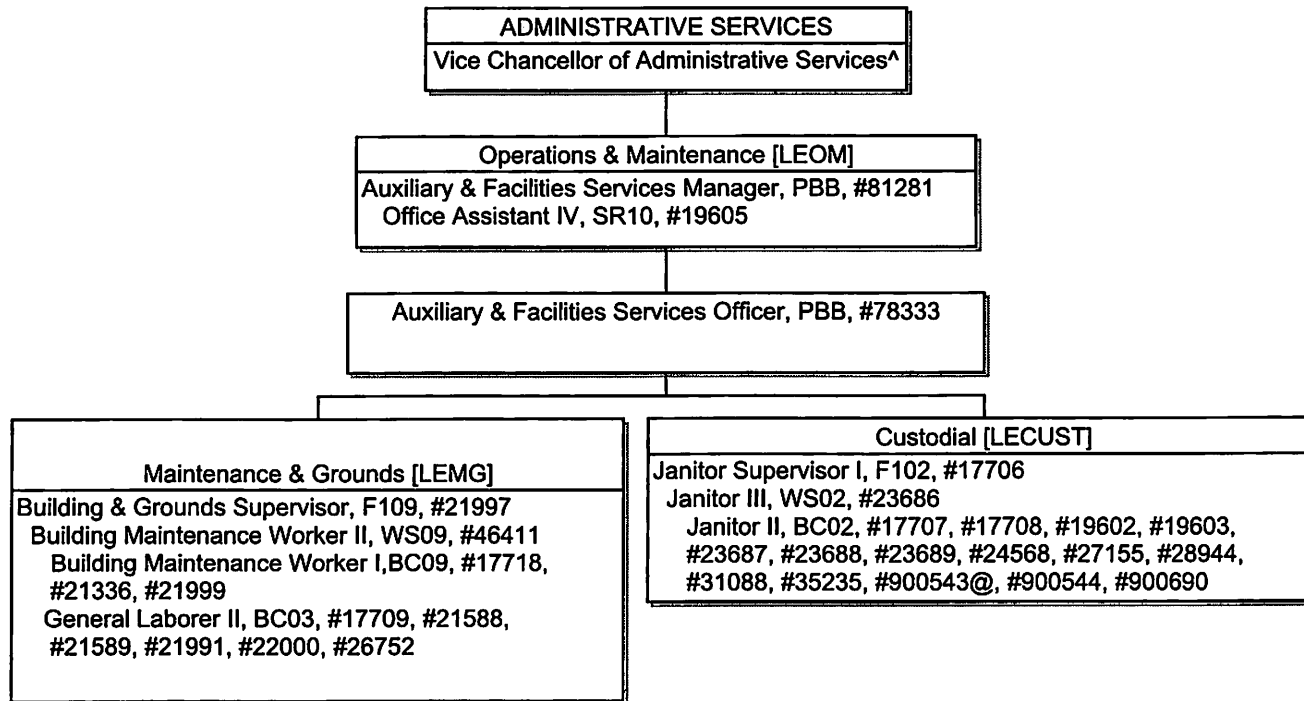 ADMINISTRATIVE SERVICES
Vice Chancellor of Administrative Services^
Operations & Maintenance [LEOM]
Auxiliary & Facilities Services Manager, PBB, #81281
Office Assistant IV, SR10, #19605
Auxiliary & Facilities Services Officer, PBB, #78333
Maintenance & Grounds [LEMG]
Building & Grounds Supervisor, F109, #21997
Building Maintenance Worker II, WS09, #46411
Building Maintenance Worker I,BC09, #17718,
#21336, #21999
General Laborer II, BC03, #17709, #21588,
#21589, #21991, #22000, #26752
Custodial [LECUST]
Janitor Supervisor I, F102, #17706
Janitor III, WS02, #23686
Janitor II, BC02, #17707, #17708, #19602, #19603,
#23687, #23688, #23689, #24568, #27155, #28944,
#31088, #35235, #900543@, #900544, #900690